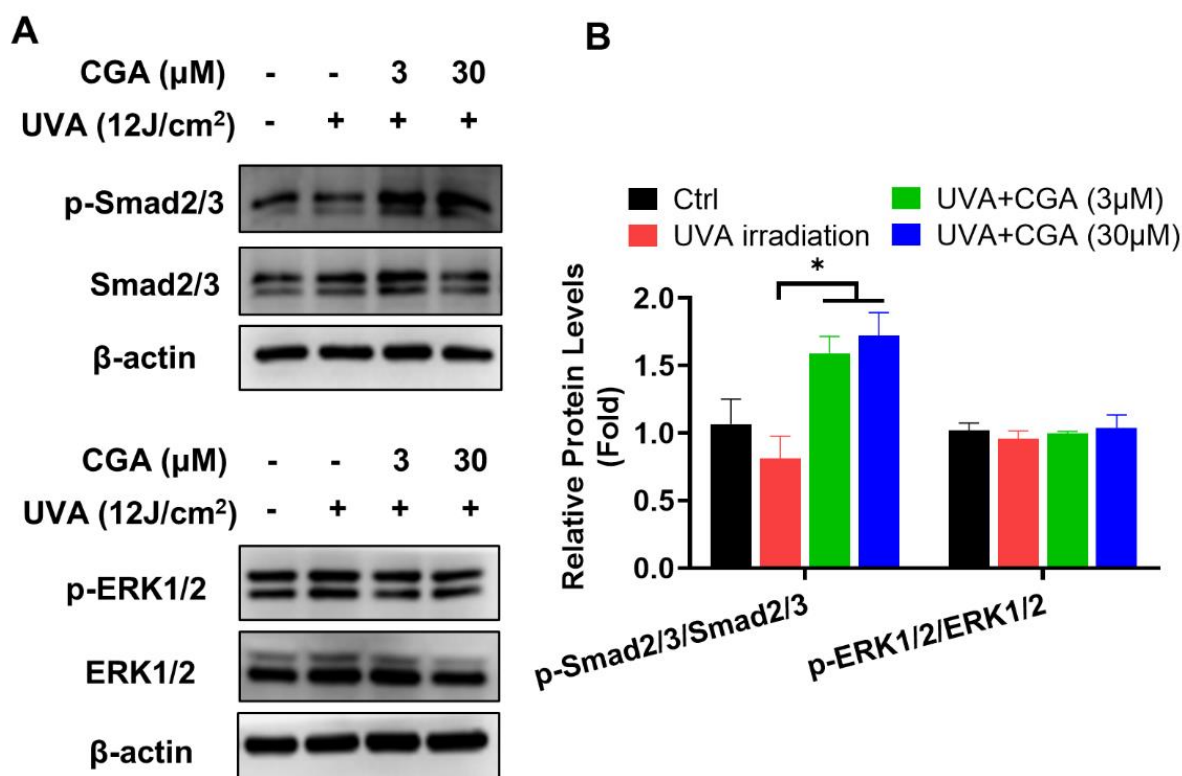 A
CGA (µM) - - 3 30
UVA (12J/cm²) - + + +
p-Smad2/3
Smad2/3
β-actin
CGA (µM) - - 3 30
UVA (12J/cm²) - + + +
p-ERK1/2
ERK1/2
β-actin
B
Ctrl
UVA irradiation
UVA+CGA (3µM)
UVA+CGA (30µM)
*
Relative Protein Levels
(Fold)
2.0
1.5
1.0
0.5
0.0
p-Smad2/3/Smad2/3
p-ERK1/2/ERK1/2